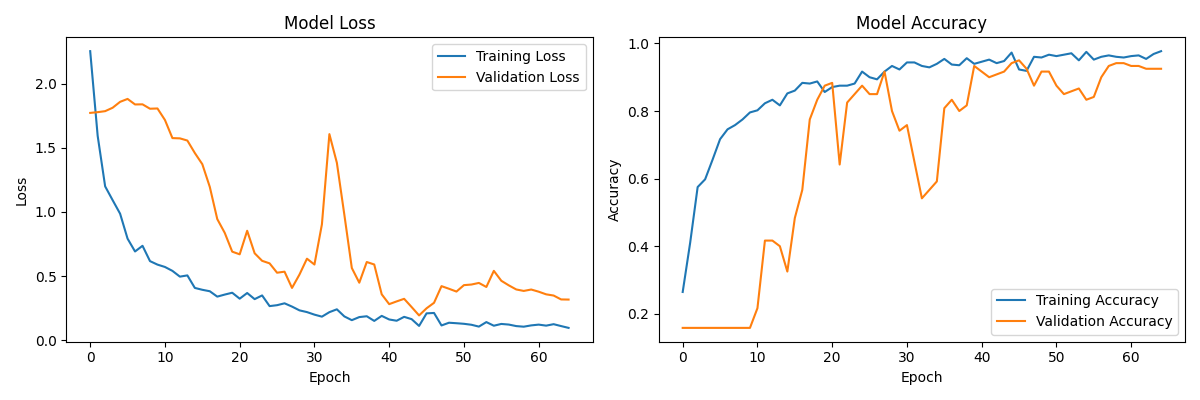 Model Loss
Training Loss
Validation Loss
2.0
1.5
1.0
0.5
0.0
Loss
0 10 20 30 40 50 60
Epoch
Model Accuracy
Training Accuracy
Validation Accuracy
1.0
0.8
0.6
0.4
0.2
Accuracy
0 10 20 30 40 50 60
Epoch